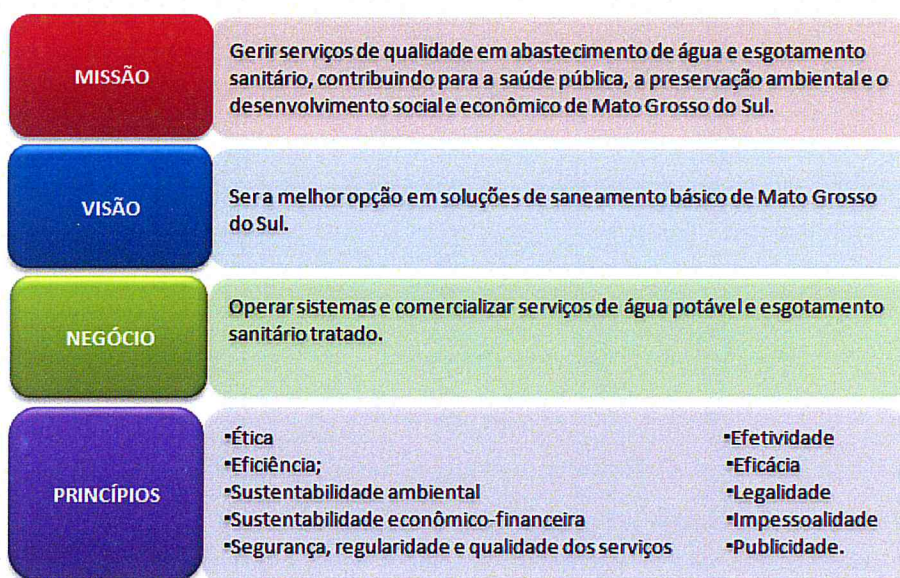 MISSÃO
Gerir serviços de qualidade em abastecimento de água e esgotamento
sanitário, contribuindo para a saúde pública, a preservação ambiental e o
desenvolvimento social e econômico de Mato Grosso do Sul.
VISÃO
Ser a melhor opção em soluções de saneamento básico de Mato Grosso
do Sul.
NEGÓCIO
Operar sistemas e comercializar serviços de água potável e esgotamento
sanitário tratado.
PRINCÍPIOS
▪Ética
▪Eficiência;
▪Sustentabilidade ambiental
▪Sustentabilidade econômico-financeira
▪Segurança, regularidade e qualidade dos serviços
▪Efetividade
▪Eficácia
▪Legalidade
▪Impessoalidade
▪Publicidade.